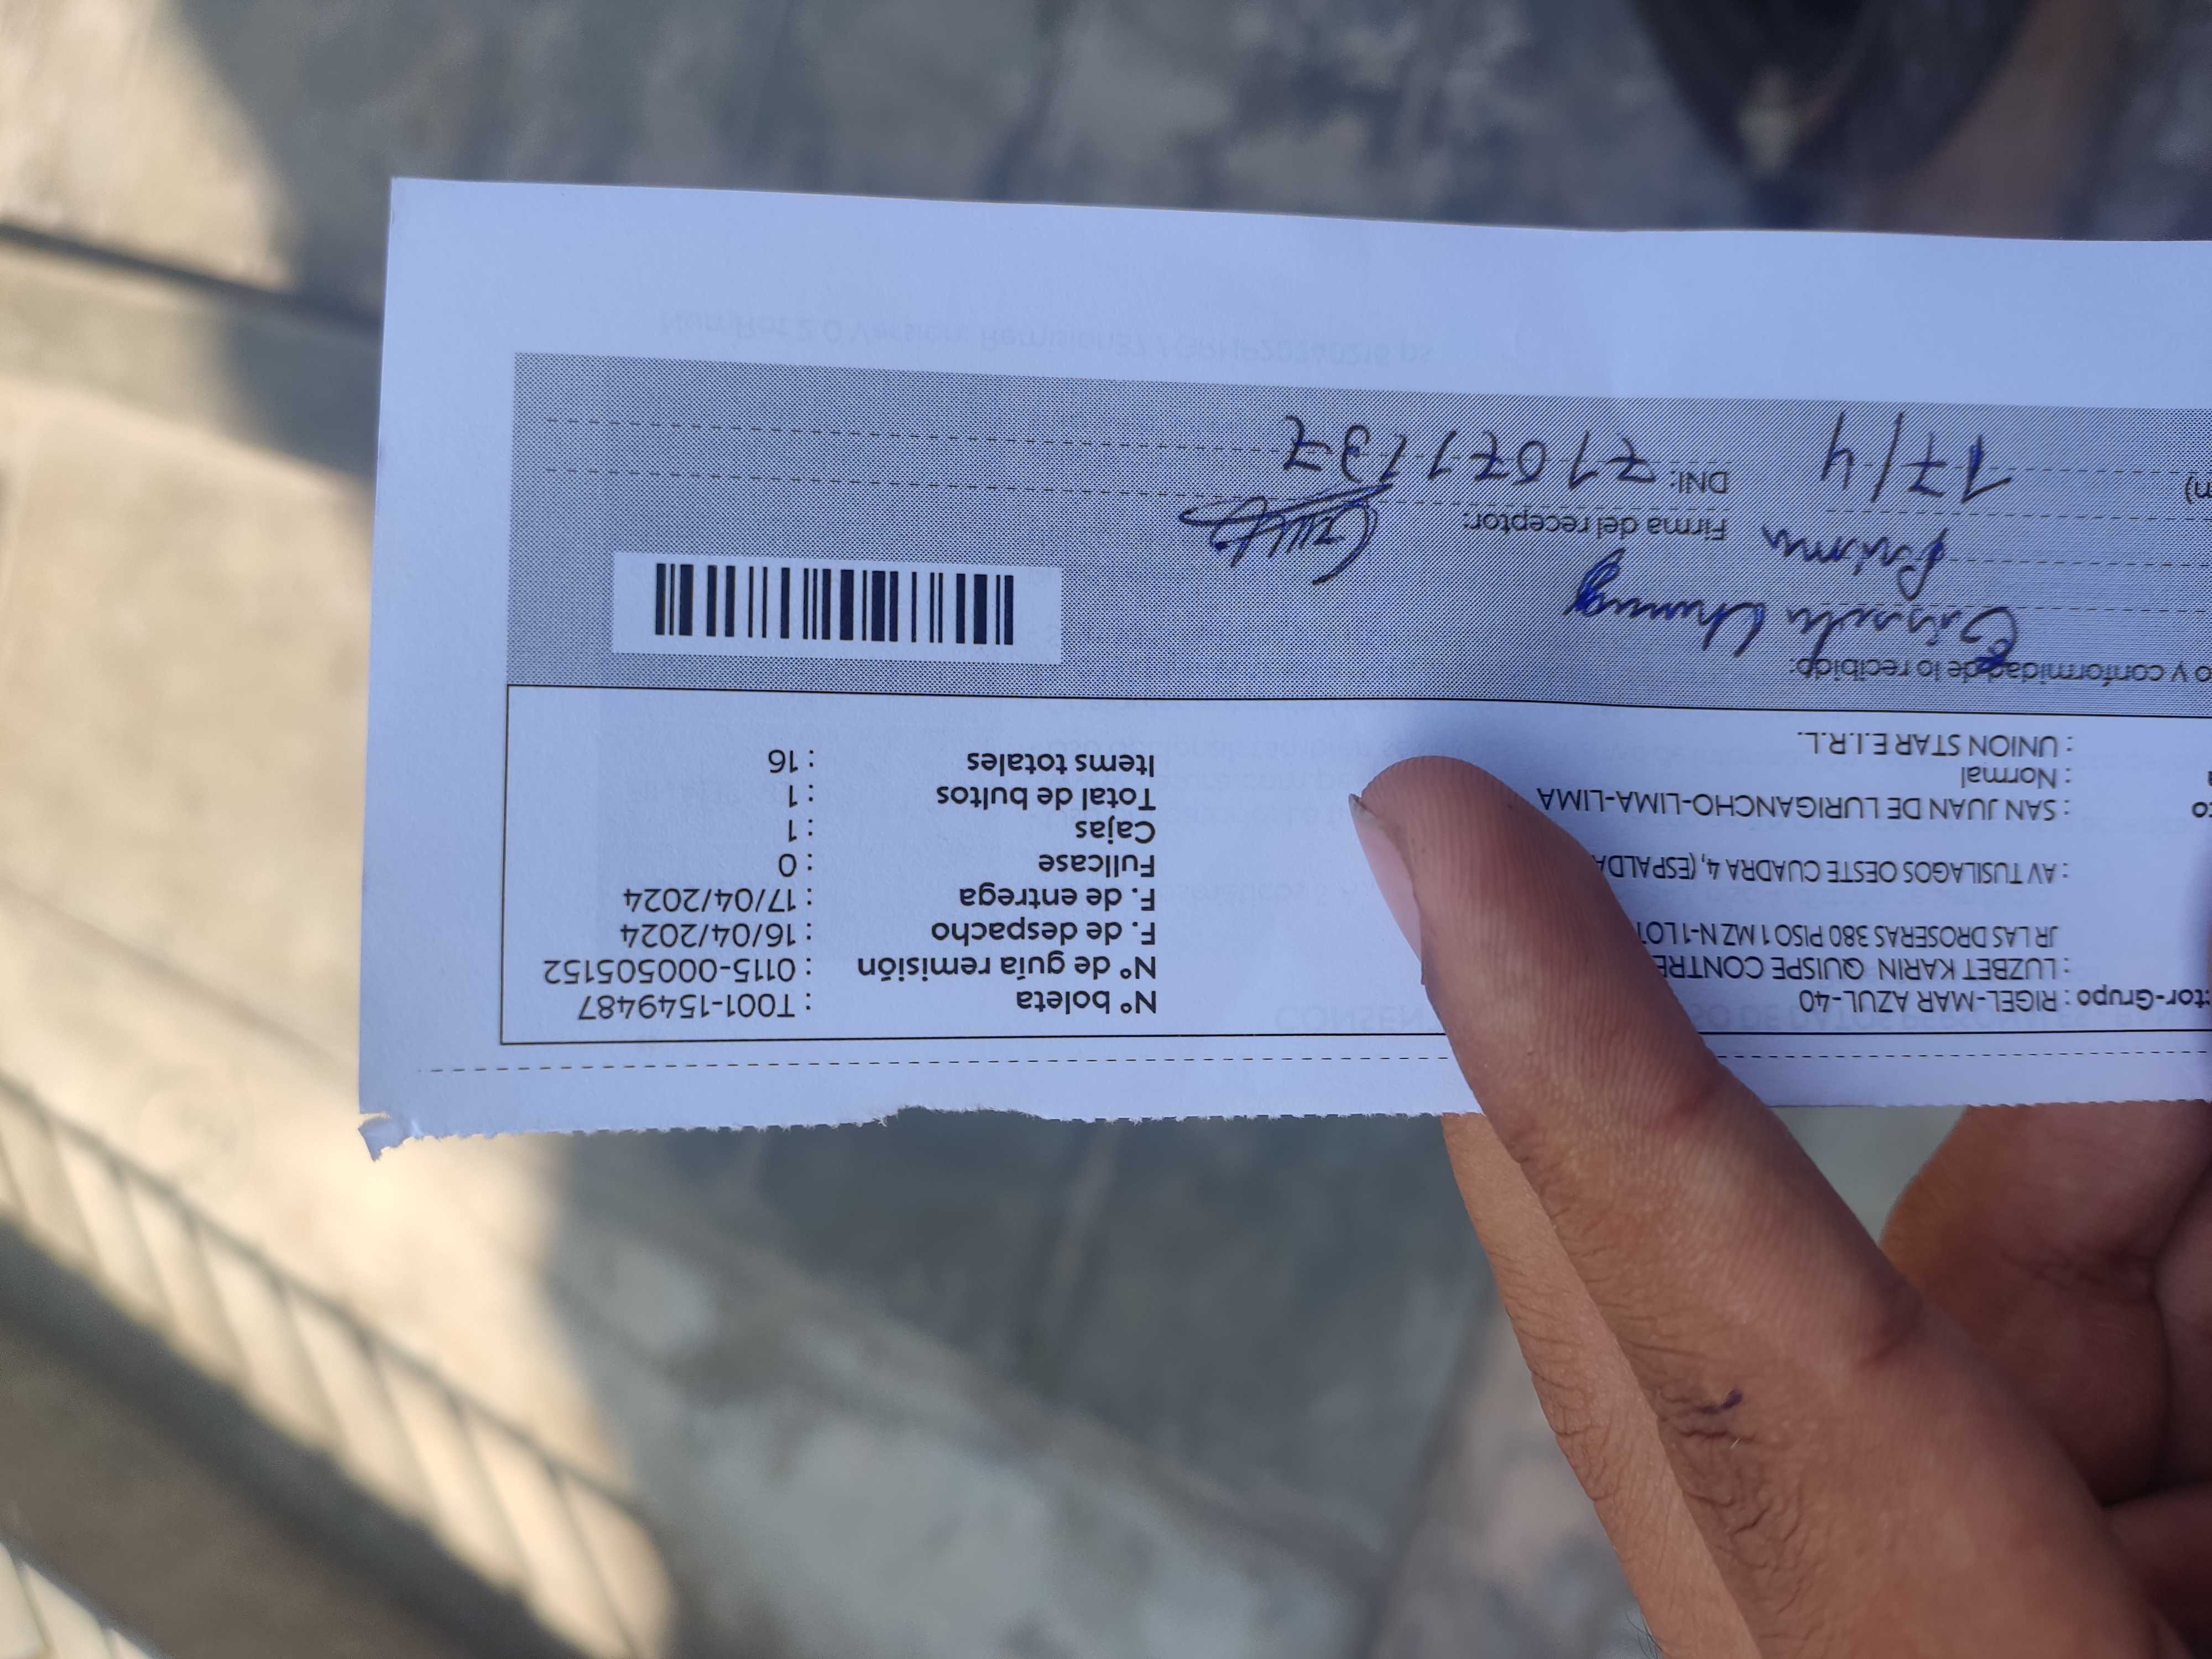 ctor-Grupo : RIGEL-MAR AZUL-40
: LUZBET KARIN QUISPE CONTRE
JR LAS DROSERAS 380 PISO 1 MZ N-1 LOT
: AV TUSILAGOS OESTE CUADRA 4, (ESPALDA
: SAN JUAN DE LURIGANCHO-LIMA-LIMA
: Normal
: UNION STAR E.I.R.L.
N° boleta : T001-1549487
N° de guía remisión : 0115-000505152
F. de despacho : 16/04/2024
F. de entrega : 17/04/2024
Fullcase : 0
Cajas : 1
Total de bultos : 1
Items totales : 16
o y conformidad de lo recibido:
Prima
Firma del receptor:
17/4
DNI: 71071137